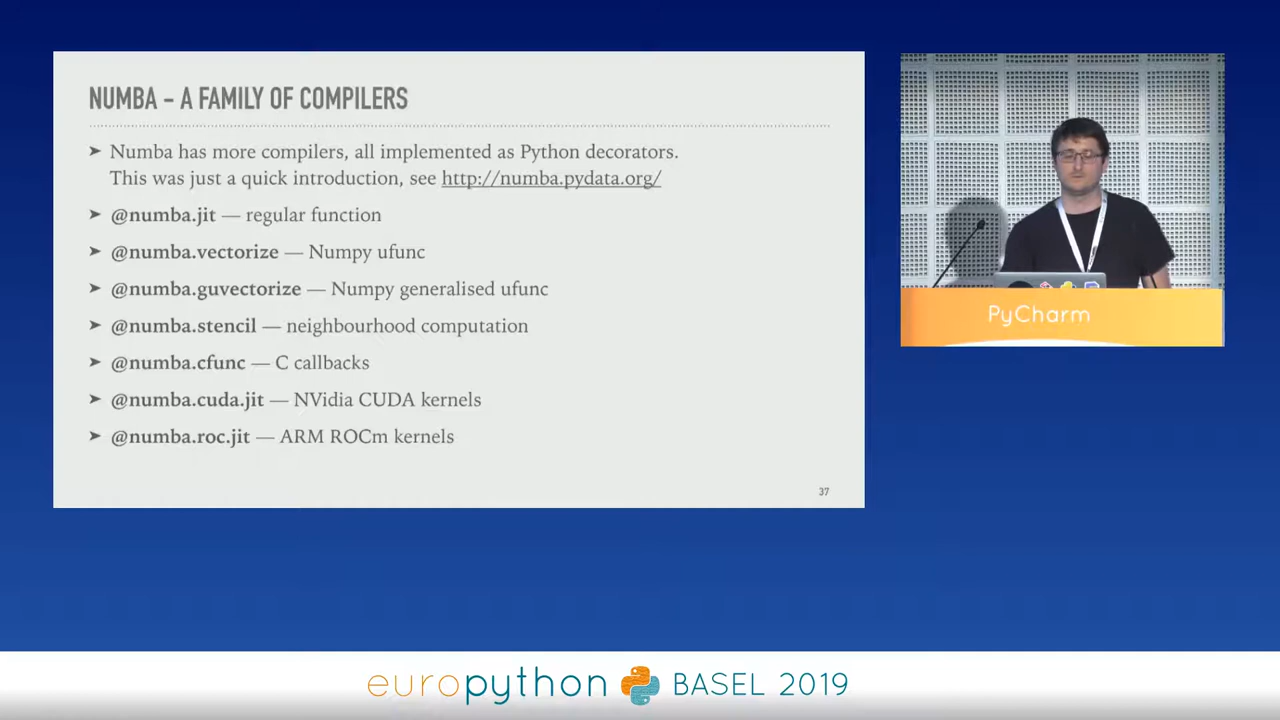 NUMBA – A FAMILY OF COMPILERS
➤ Numba has more compilers, all implemented as Python decorators.
This was just a quick introduction, see http://numba.pydata.org/
➤ @numba.jit — regular function
➤ @numba.vectorize — Numpy ufunc
➤ @numba.guvectorize — Numpy generalised ufunc
➤ @numba.stencil — neighbourhood computation
➤ @numba.cfunc — C callbacks
➤ @numba.cuda.jit — NVidia CUDA kernels
➤ @numba.roc.jit — ARM ROCm kernels
37
PyCharm
europython BASEL 2019